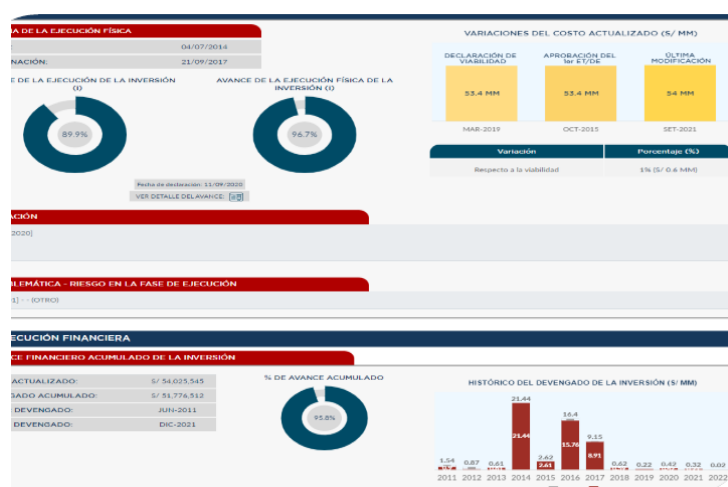 A DE LA EJECUCIÓN FÍSICA
04/07/2014
NACIÓN: 21/09/2017
E DE LA EJECUCIÓN DE LA INVERSIÓN (I)
89.9%
AVANCE DE LA EJECUCIÓN FÍSICA DE LA INVERSIÓN (I)
96.7%
Fecha de declaración: 11/09/2020
VER DETALLE DEL AVANCE:
VARIACIONES DEL COSTO ACTUALIZADO (S/ MM)
DECLARACIÓN DE VIABILIDAD
APROBACIÓN DEL 1er ET/DE
ÚLTIMA MODIFICACIÓN
53.4 MM 53.4 MM 54 MM
MAR-2019 OCT-2015 SET-2021
Variación Porcentaje (%)
Respecto a la viabilidad 1% (S/ 0.6 MM)
ACIÓN
2020]
LEMÁTICA - RIESGO EN LA FASE DE EJECUCIÓN
1] - - (OTRO)
ECUCIÓN FINANCIERA
CE FINANCIERO ACUMULADO DE LA INVERSIÓN
ACTUALIZADO: S/ 54,025,545
GADO ACUMULADO: S/ 51,776,512
DEVENGADO: JUN-2011
DEVENGADO: DIC-2021
% DE AVANCE ACUMULADO
95.8%
HISTÓRICO DEL DEVENGADO DE LA INVERSIÓN (S/ MM)
1.54 0.87 0.61 21.44 2.62 16.4 9.15 0.62 0.22 0.42 0.32 0.02
21.44 2.61 15.76 8.91
2011 2012 2013 2014 2015 2016 2017 2018 2019 2020 2021 2022